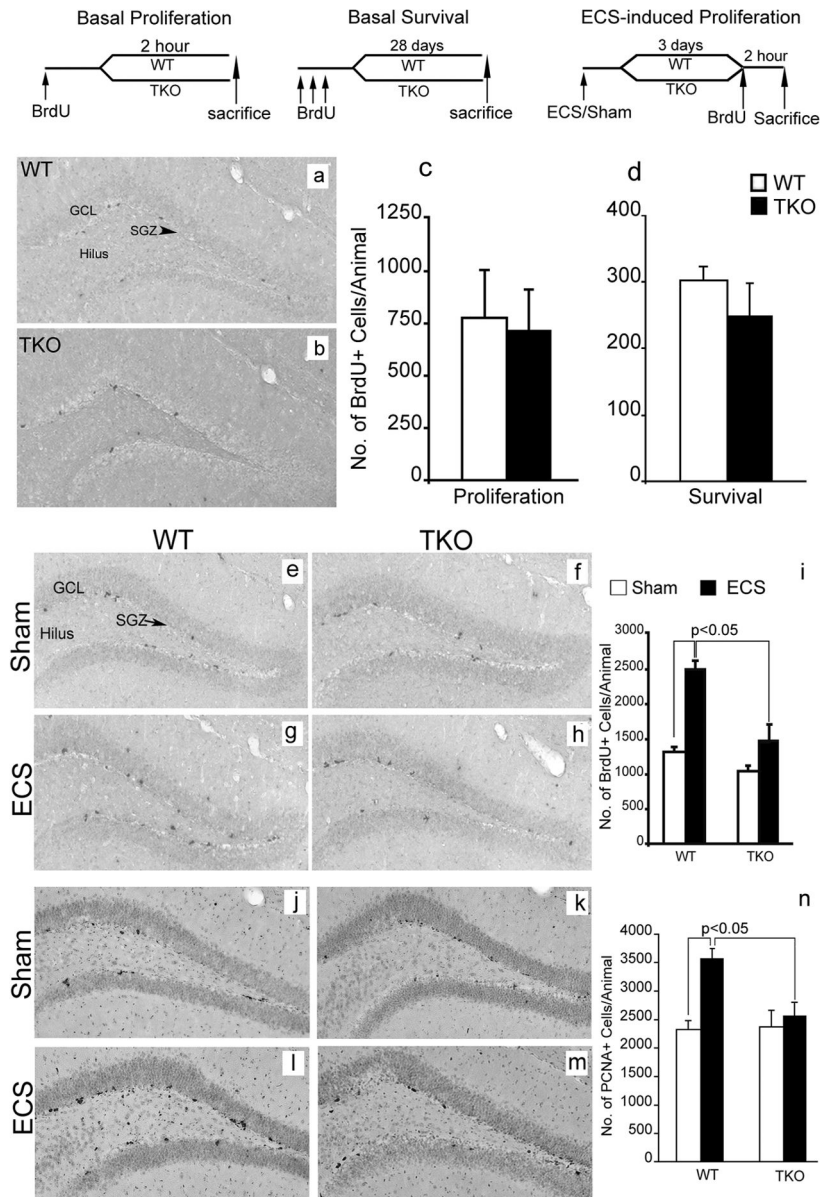 Basal Proliferation
2 hour
WT
TKO
BrdU
sacrifice
Basal Survival
28 days
WT
TKO
BrdU
sacrifice
ECS-induced Proliferation
3 days
2 hour
WT
TKO
ECS/Sham
BrdU
Sacrifice
WT
a
GCL
SGZ
Hilus
TKO
b
c
No. of BrdU+ Cells/Animal
1250
1000
750
500
250
0
Proliferation
d
WT
TKO
400
300
200
100
0
Survival
WT
TKO
Sham
e
GCL
SGZ
Hilus
f
ECS
g
h
i
Sham
ECS
p<0.05
No. of BrdU+ Cells/Animal
3000
2500
2000
1500
1000
500
0
WT
TKO
Sham
j
k
ECS
l
m
n
p<0.05
No. of PCNA+ Cells/Animal
4000
3500
3000
2500
2000
1500
1000
500
0
WT
TKO